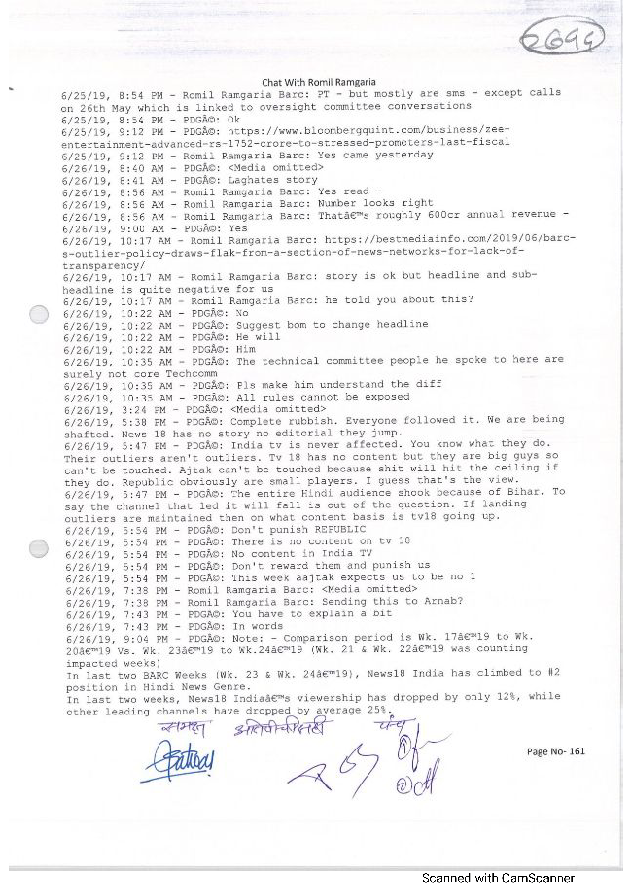 2694
Chat With Romil Ramgaria
6/25/19, 8:54 PM - Romil Ramgaria Barc: PT - but mostly are sms - except calls
on 26th May which is linked to oversight committee conversations
6/25/19, 8:54 PM - PDGÃ©: Ok
6/25/19, 9:12 PM - PDGÃ©: https://www.bloombergquint.com/business/zee-
entertainment-advanced-rs-1752-crore-to-stressed-promoters-last-fiscal
6/25/19, 9:12 PM - Romil Ramgaria Barc: Yes came yesterday
6/26/19, 8:40 AM - PDGÃ©: <Media omitted>
6/26/19, 8:41 AM - PDGÃ©: Laghates story
6/26/19, 8:56 AM - Romil Ramgaria Barc: Yes read
6/26/19, 8:56 AM - Romil Ramgaria Barc: Number looks right
6/26/19, 8:56 AM - Romil Ramgaria Barc: Thatâ€™s roughly 600cr annual revenue -
6/26/19, 9:00 AM - PDGÃ©: Yes
6/26/19, 10:17 AM - Romil Ramgaria Barc: https://bestmediainfo.com/2019/06/barc-
s-outlier-policy-draws-flak-from-a-section-of-news-networks-for-lack-of-
transparency/
6/26/19, 10:17 AM - Romil Ramgaria Barc: story is ok but headline and sub-
headline is quite negative for us
6/26/19, 10:17 AM - Romil Ramgaria Barc: he told you about this?
6/26/19, 10:22 AM - PDGÃ©: No
6/26/19, 10:22 AM - PDGÃ©: Suggest bom to change headline
6/26/19, 10:22 AM - PDGÃ©: He will
6/26/19, 10:22 AM - PDGÃ©: Him
6/26/19, 10:35 AM - PDGÃ©: The technical committee people he spoke to here are
surely not core Techcomm
6/26/19, 10:35 AM - PDGÃ©: Pls make him understand the diff
6/26/19, 10:35 AM - PDGÃ©: All rules cannot be exposed
6/26/19, 3:24 PM - PDGÃ©: <Media omitted>
6/26/19, 5:38 PM - PDGÃ©: Complete rubbish. Everyone followed it. We are being
shafted. News 18 has no story no editorial they jump.
6/26/19, 5:47 PM - PDGÃ©: India tv is never affected. You know what they do.
Their outliers aren't outliers. Tv 18 has no content but they are big guys so
can't be touched. Ajtak can't be touched because shit will hit the ceiling if
they do. Republic obviously are small players. I guess that's the view.
6/26/19, 5:47 PM - PDGÃ©: The entire Hindi audience shook because of Bihar. To
say the channel that led it will fall is out of the question. If landing
outliers are maintained then on what content basis is tv18 going up.
6/26/19, 5:54 PM - PDGÃ©: Don't punish REPUBLIC
6/26/19, 5:54 PM - PDGÃ©: There is no content on tv 18
6/26/19, 5:54 PM - PDGÃ©: No content in India TV
6/26/19, 5:54 PM - PDGÃ©: Don't reward them and punish us
6/26/19, 5:54 PM - PDGÃ©: This week aajtak expects us to be no 1
6/26/19, 7:38 PM - Romil Ramgaria Barc: <Media omitted>
6/26/19, 7:38 PM - Romil Ramgaria Barc: Sending this to Arnab?
6/26/19, 7:43 PM - PDGÃ©: You have to explain a bit
6/26/19, 7:43 PM - PDGÃ©: In words
6/26/19, 9:04 PM - PDGÃ©: Note: - Comparison period is Wk. 17â€™19 to Wk.
20â€™19 Vs. Wk. 23â€™19 to Wk.24â€™19 (Wk. 21 & Wk. 22â€™19 was counting
impacted weeks)
In last two BARC Weeks (Wk. 23 & Wk. 24â€™19), News18 India has climbed to #2
position in Hindi News Genre.
In last two weeks, News18 Indiaâ€™s viewership has dropped by only 12%, while
other leading channels have dropped by average 25%.
समक्ष
पंच
Page No- 161
Scanned with CamScanner